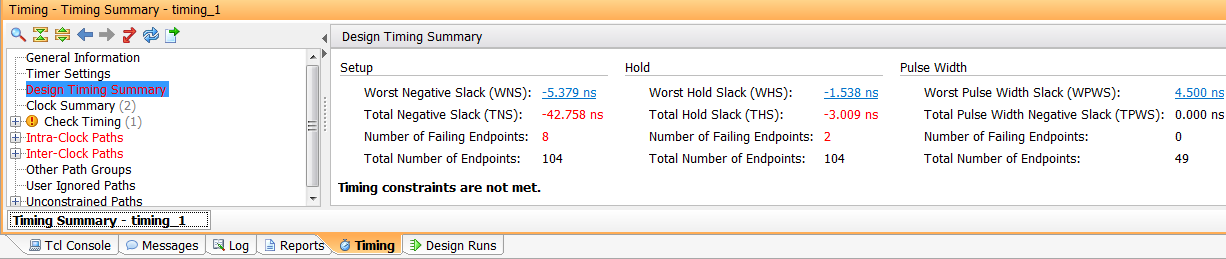 Timing - Timing Summary - timing_1
General Information
Timer Settings
Design Timing Summary
Clock Summary (2)
Check Timing (1)
Intra-Clock Paths
Inter-Clock Paths
Other Path Groups
User Ignored Paths
Unconstrained Paths
Timing Summary - timing_1
Design Timing Summary
Setup Hold Pulse Width
Worst Negative Slack (WNS): -5.379 ns Worst Hold Slack (WHS): -1.538 ns Worst Pulse Width Slack (WPWS): 4.500 ns
Total Negative Slack (TNS): -42.758 ns Total Hold Slack (THS): -3.009 ns Total Pulse Width Negative Slack (TPWS): 0.000 ns
Number of Failing Endpoints: 8 Number of Failing Endpoints: 2 Number of Failing Endpoints: 0
Total Number of Endpoints: 104 Total Number of Endpoints: 104 Total Number of Endpoints: 49
Timing constraints are not met.
Tcl Console Messages Log Reports Timing Design Runs